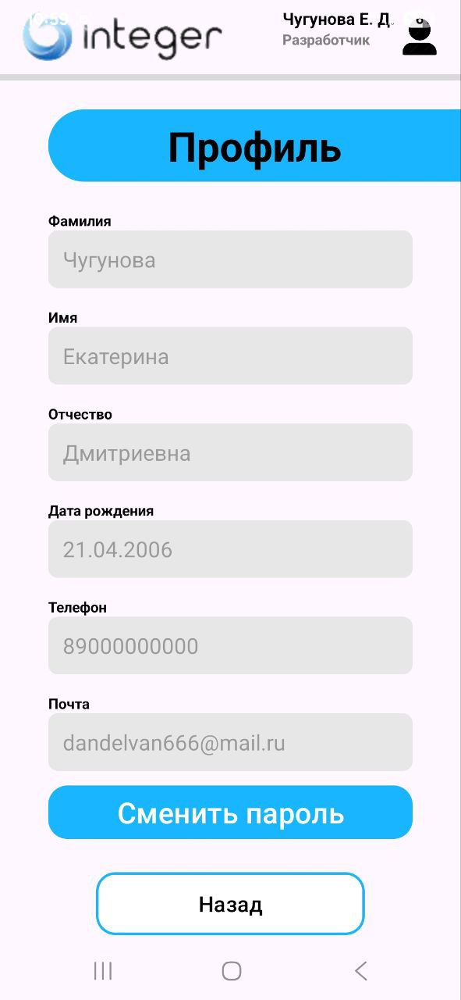 integer
Чугунова Е. Д.
Разработчик
Профиль
Фамилия
Чугунова
Имя
Екатерина
Отчество
Дмитриевна
Дата рождения
21.04.2006
Телефон
89000000000
Почта
dandelvan666@mail.ru
Сменить пароль
Назад